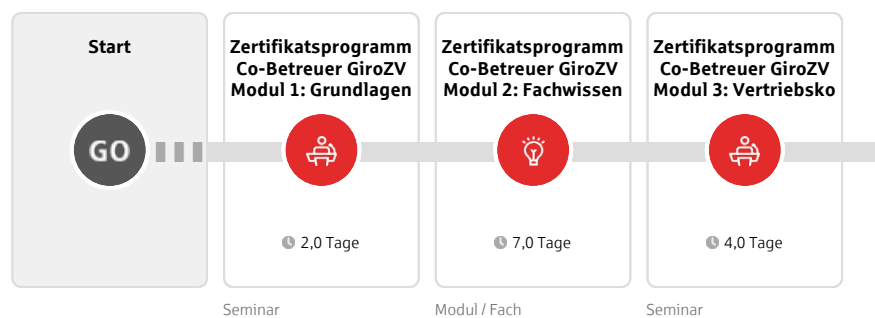 Start
GO
Zertifikatsprogramm
Co-Betreuer GiroZV
Modul 1: Grundlagen
2,0 Tage
Seminar
Zertifikatsprogramm
Co-Betreuer GiroZV
Modul 2: Fachwissen
7,0 Tage
Modul / Fach
Zertifikatsprogramm
Co-Betreuer GiroZV
Modul 3: Vertriebsko
4,0 Tage
Seminar